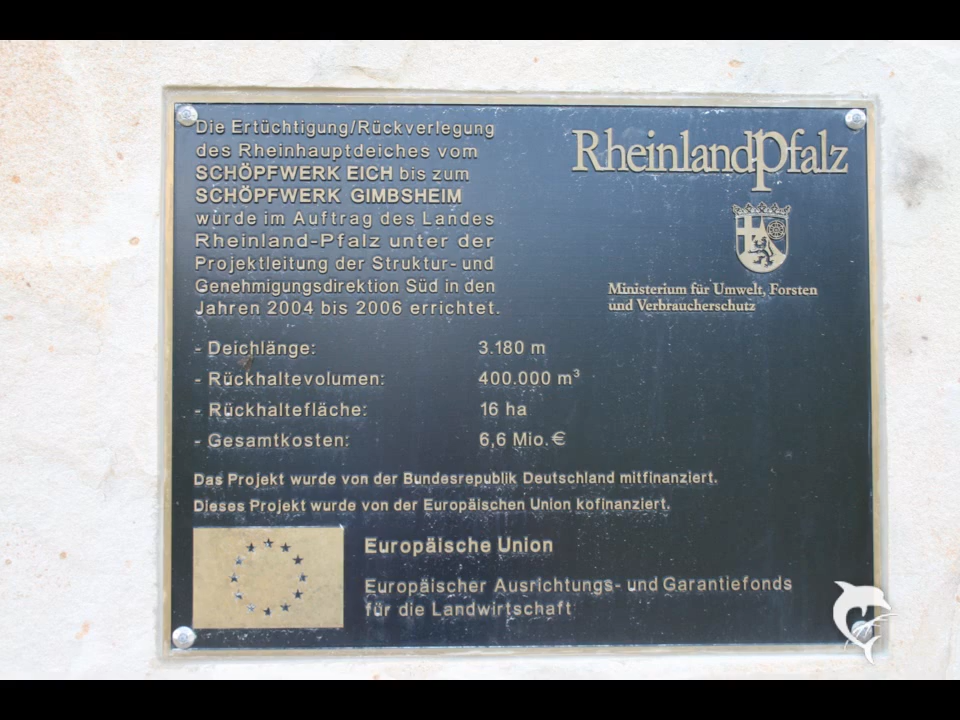 Die Ertüchtigung/Rückverlegung
des Rheinhauptdeiches vom
SCHÖPFWERK EICH bis zum
SCHÖPFWERK GIMBSHEIM
wurde im Auftrag des Landes
Rheinland-Pfalz unter der
Projektleitung der Struktur- und
Genehmigungsdirektion Süd in den
Jahren 2004 bis 2006 errichtet.
RheinlandPfalz
Ministerium für Umwelt, Forsten
und Verbraucherschutz
- Deichlänge: 3.180 m
- Rückhaltevolumen: 400.000 m³
- Rückhaltefläche: 16 ha
- Gesamtkosten: 6,6 Mio.€
Das Projekt wurde von der Bundesrepublik Deutschland mitfinanziert.
Dieses Projekt wurde von der Europäischen Union kofinanziert.
Europäische Union
Europäischer Ausrichtungs- und Garantiefonds
für die Landwirtschaft